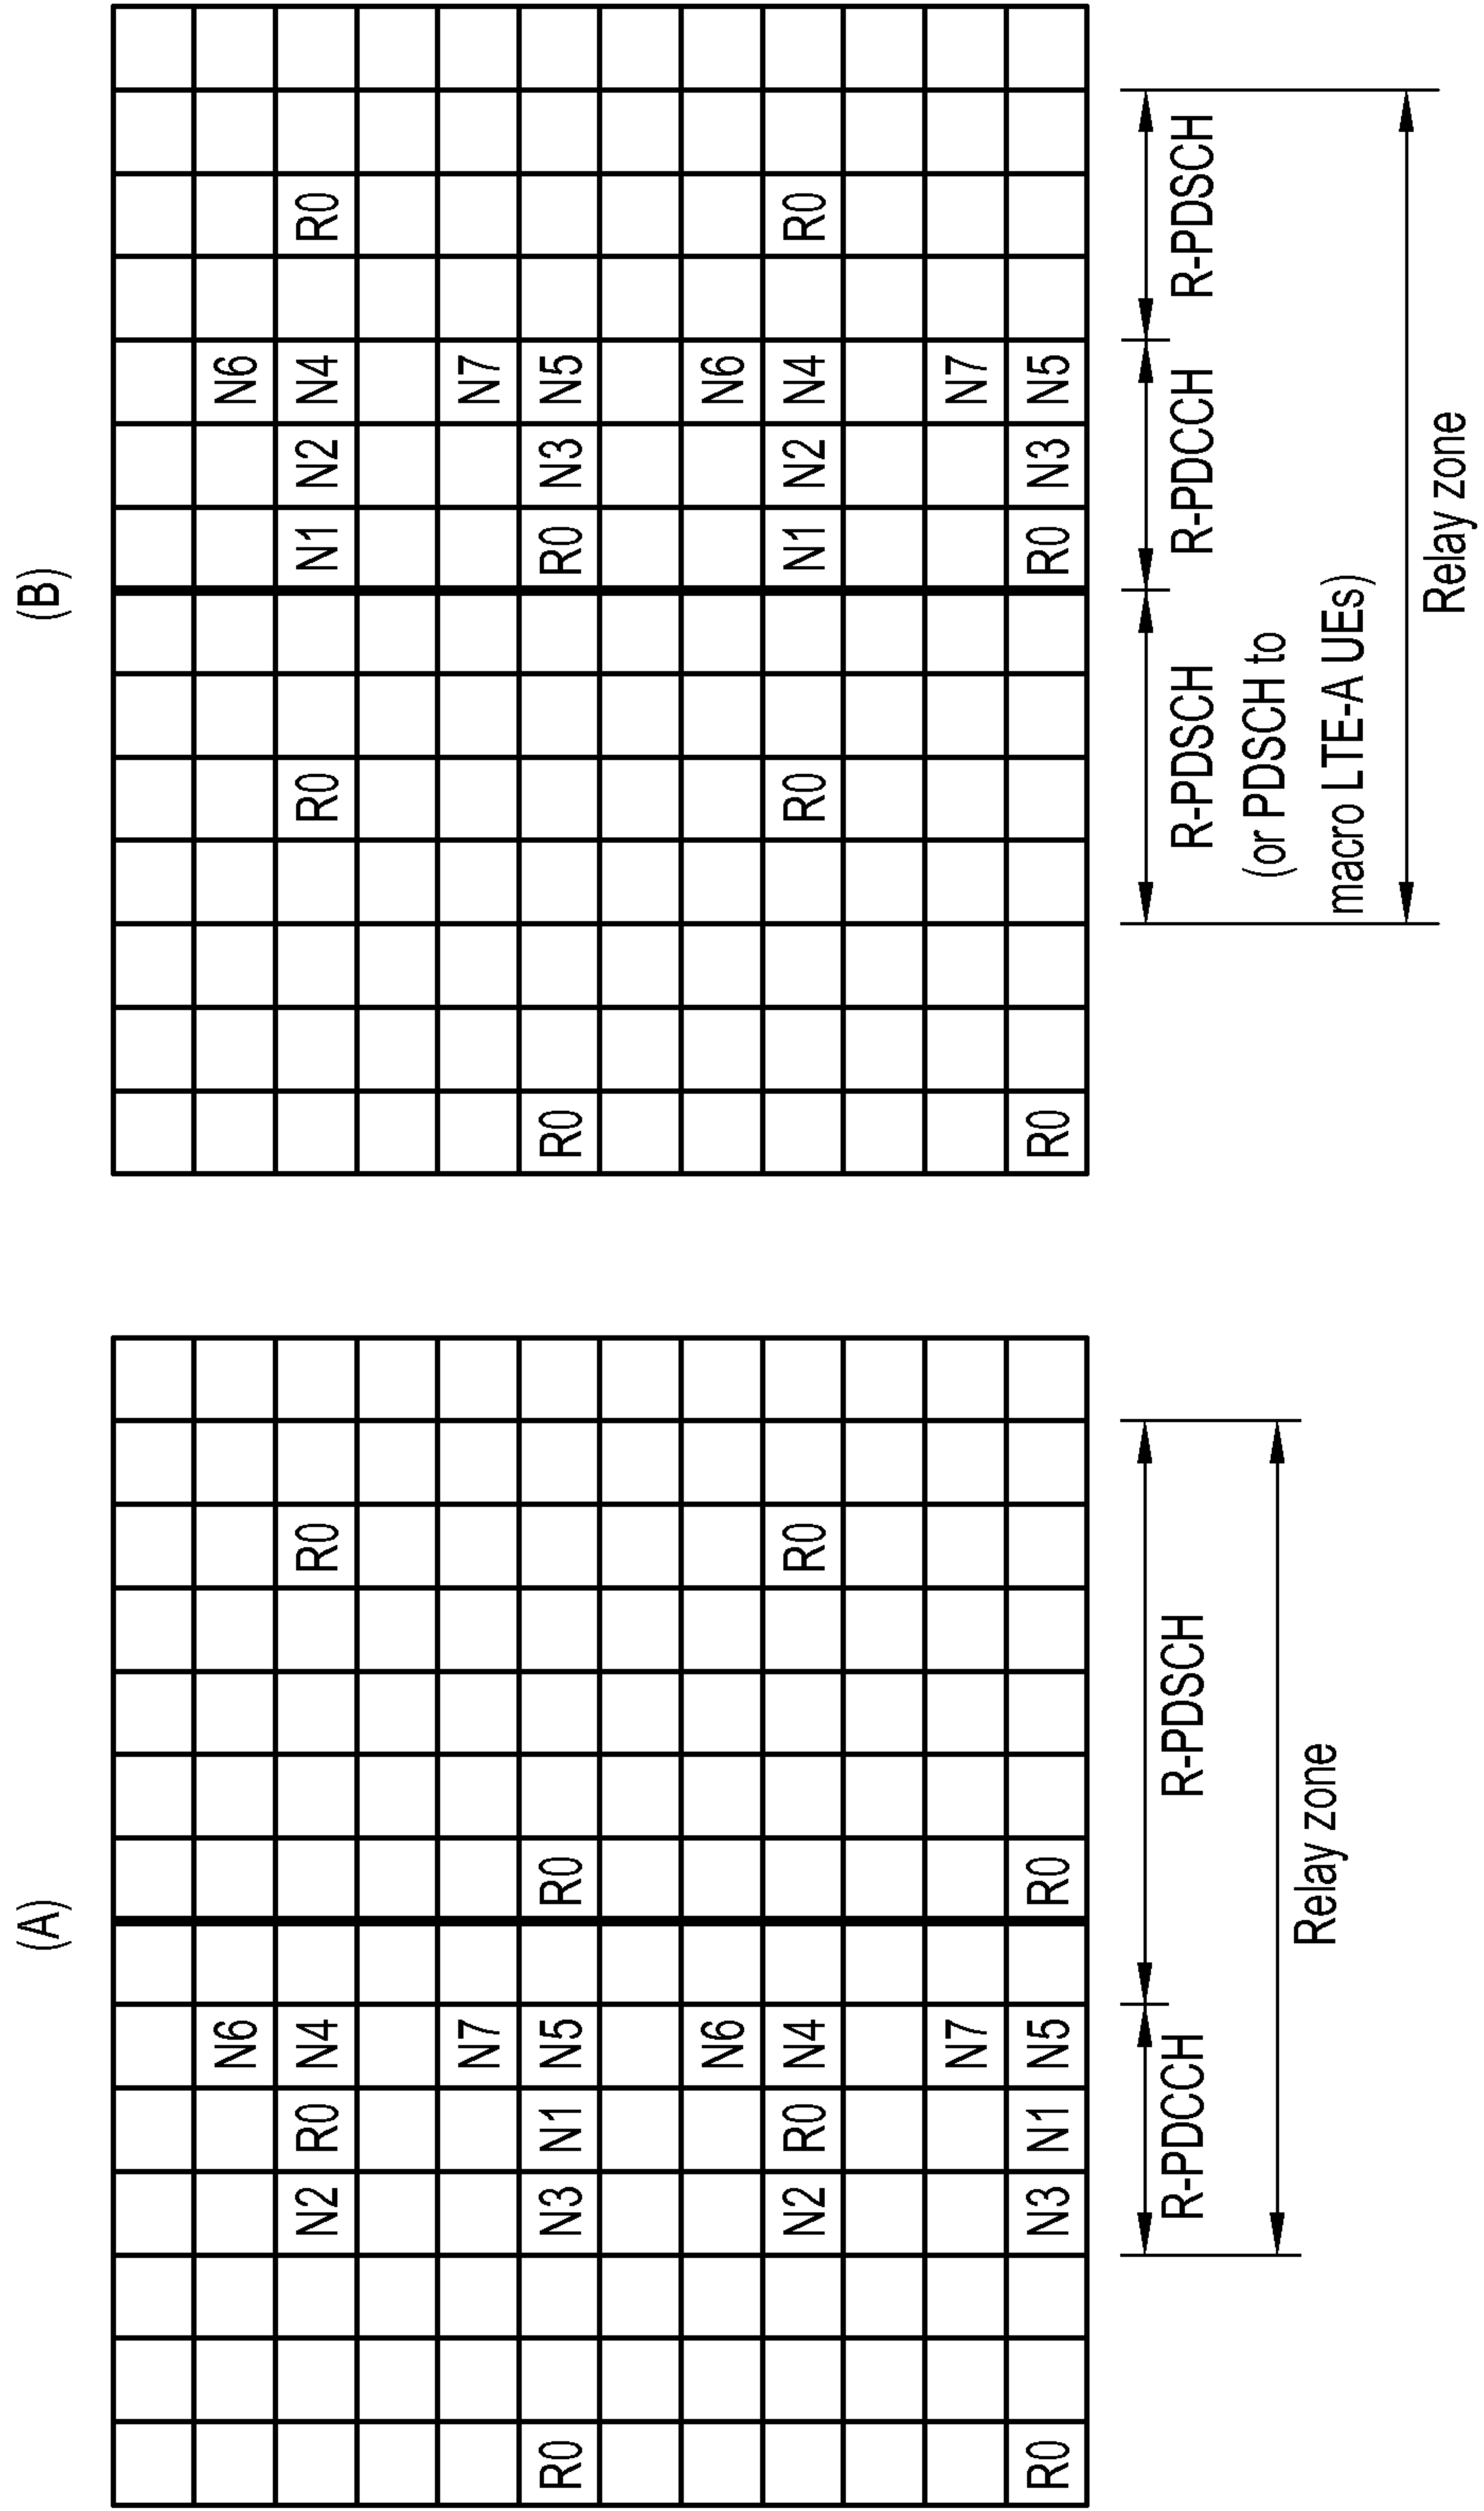 (A)
N6
N2 R0 N4 R0
N7
R0 N3 N1 N5 R0
N6
N2 R0 N4 R0
N7
R0 N3 N1 N5 R0
R-PDCCH R-PDSCH
Relay zone
(B)
N6
R0 N1 N2 N4 R0
N7
R0 R0 N3 N5
N6
R0 N1 N2 N4 R0
N7
R0 R0 N3 N5
R-PDSCH R-PDCCH R-PDSCH
(or PDSCH to
macro LTE-A UEs)
Relay zone